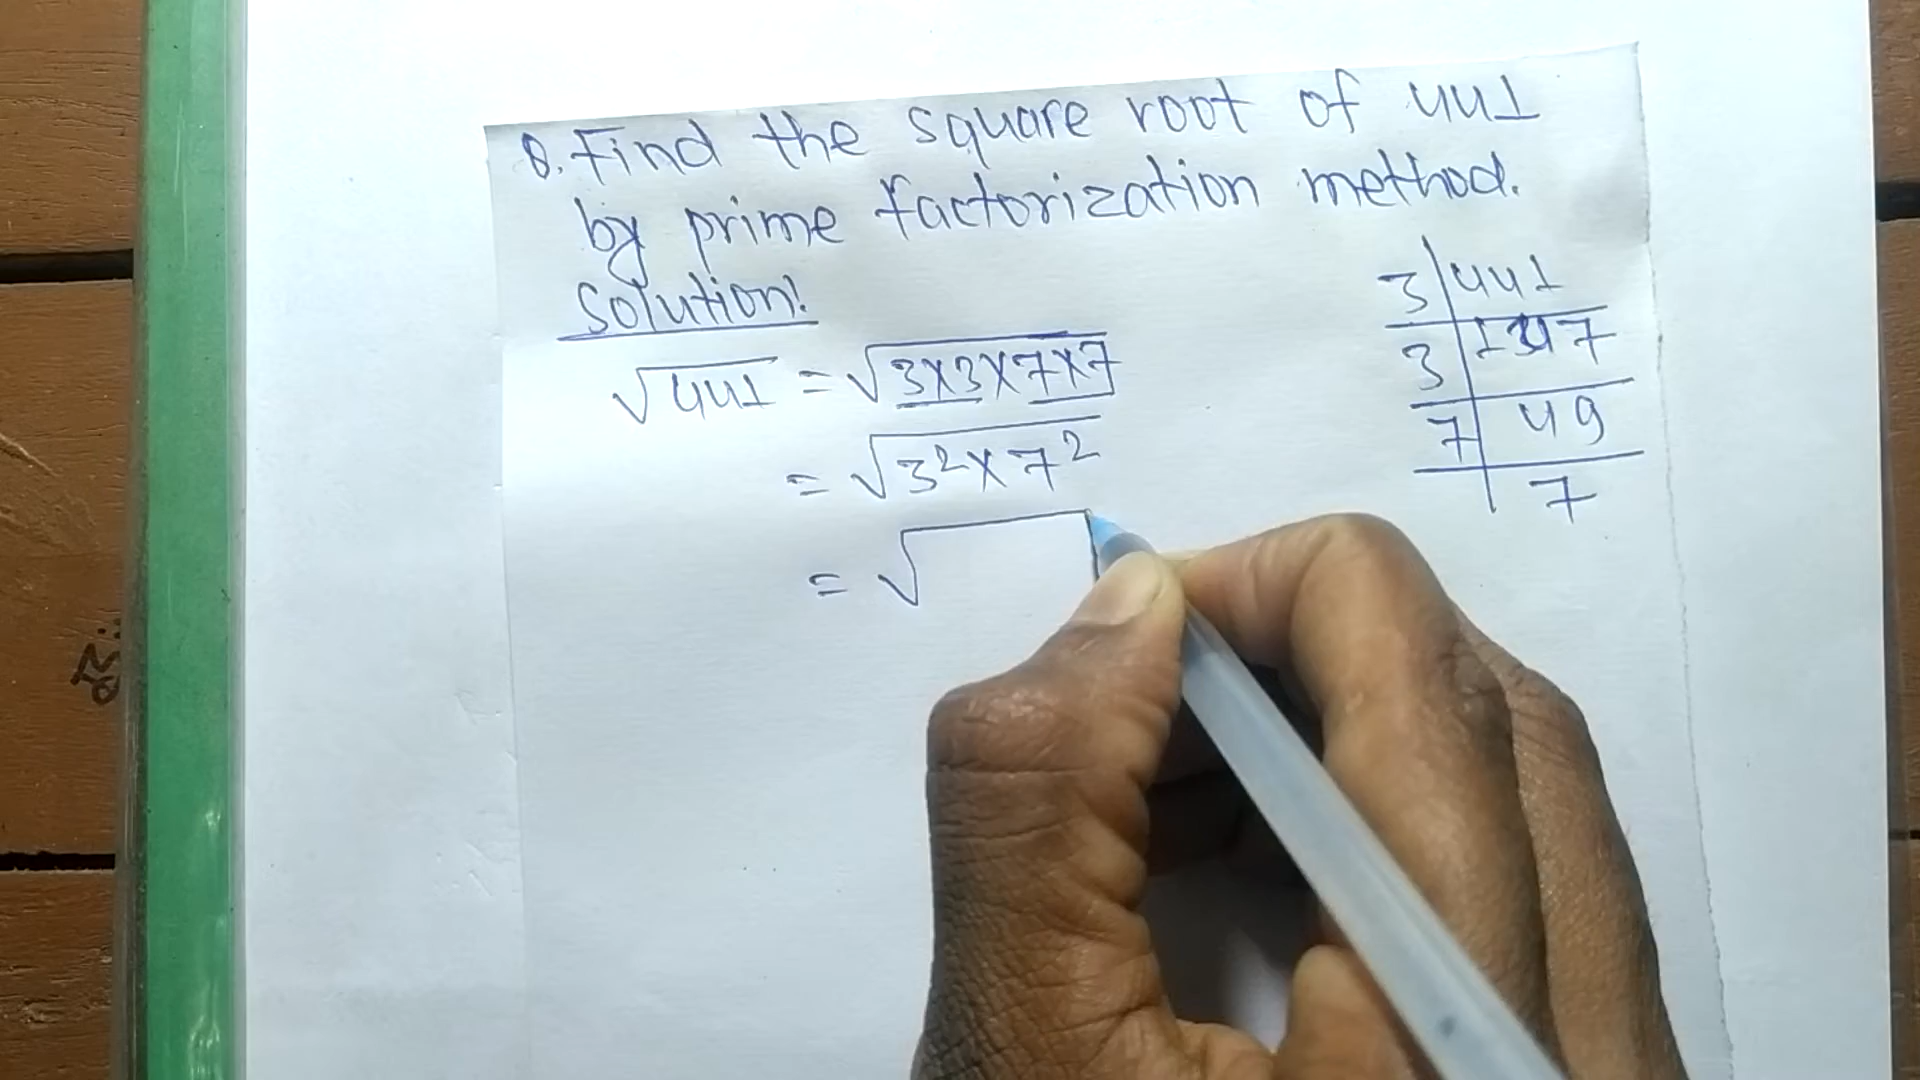 Q. Find the square root of 441
by prime factorization method.
Solution:
√441 = √3×3×7×7
= √3²×7²
= √
3 | 441
3 | 147
7 | 49
7